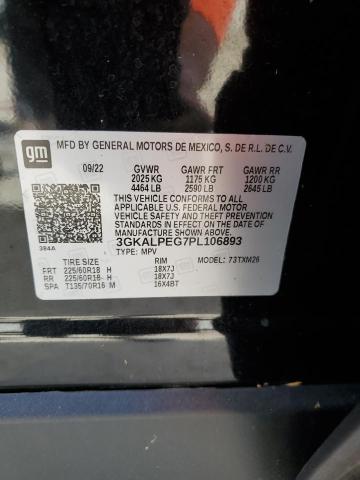 gm
MFD BY GENERAL MOTORS DE MEXICO, S. DE R.L. DE C.V.
09/22 GVWR GAWR FRT GAWR RR
2025 KG 1175 KG 1200 KG
4464 LB 2590 LB 2645 LB
THIS VEHICLE CONFORMS TO ALL
APPLICABLE U.S. FEDERAL MOTOR
VEHICLE SAFETY, BUMPER, AND THEFT
PREVENTION STANDARDS IN EFFECT ON
THE DATE OF MANUFACTURE SHOWN ABOVE.
384A
3GKALPEG7PL106893
TYPE: MPV
TIRE SIZE RIM MODEL: 73TXM26
FRT 225/60R18 H 18X7J
RR 225/60R18 H 18X7J
SPA T135/70R16 M 16X4BT